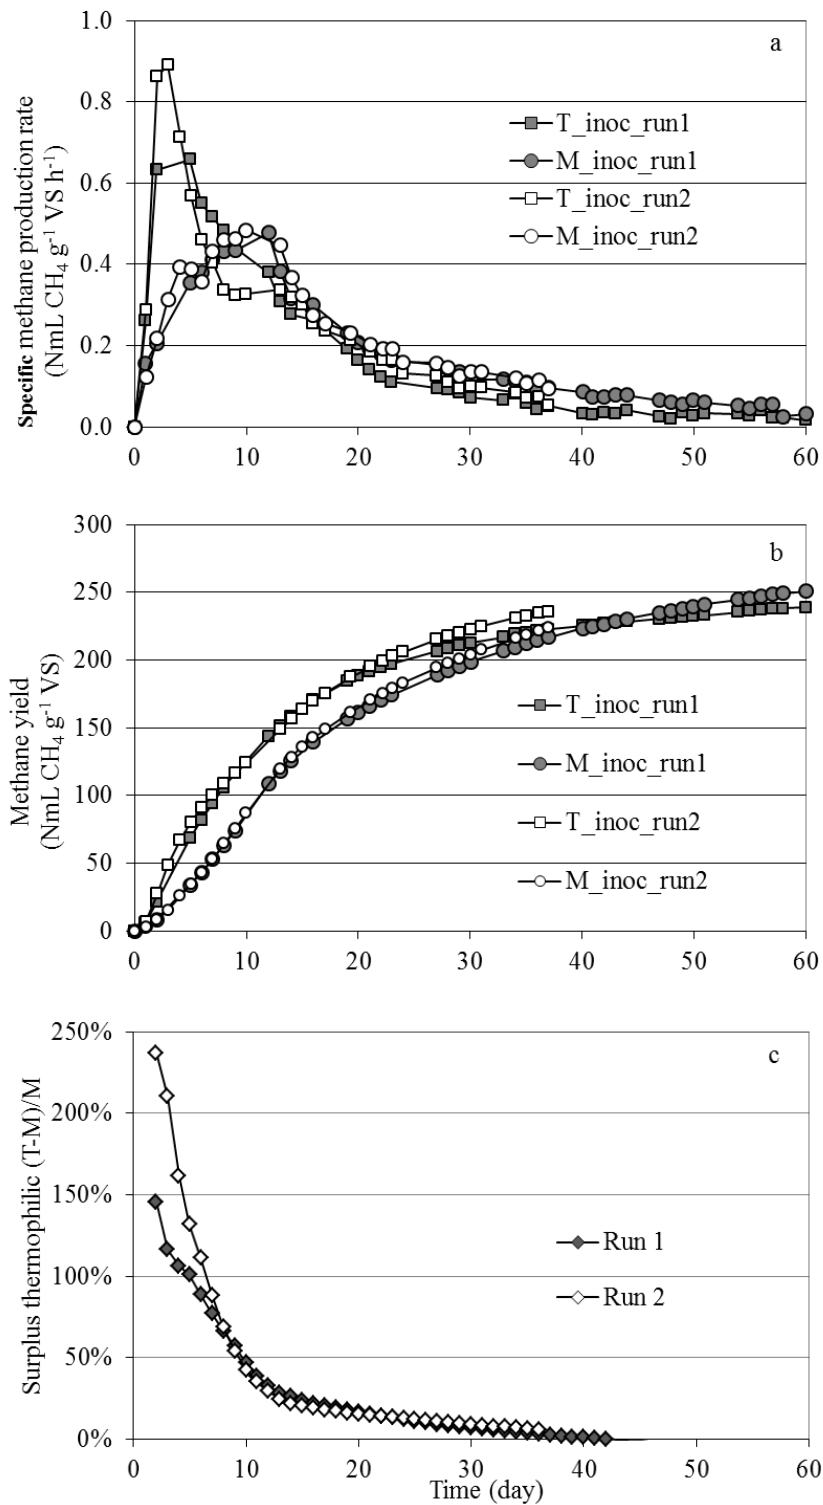 a
Specific methane production rate
(NmL CH₄ g⁻¹ VS h⁻¹)
1.0
0.8
0.6
0.4
0.2
0.0
T_inoc_run1
M_inoc_run1
T_inoc_run2
M_inoc_run2
0 10 20 30 40 50 60
b
Methane yield
(NmL CH₄ g⁻¹ VS)
300
250
200
150
100
50
0
T_inoc_run1
M_inoc_run1
T_inoc_run2
M_inoc_run2
0 10 20 30 40 50 60
c
Surplus thermophilic (T-M)/M
250%
200%
150%
100%
50%
0%
Run 1
Run 2
0 10 20 30 40 50 60
Time (day)